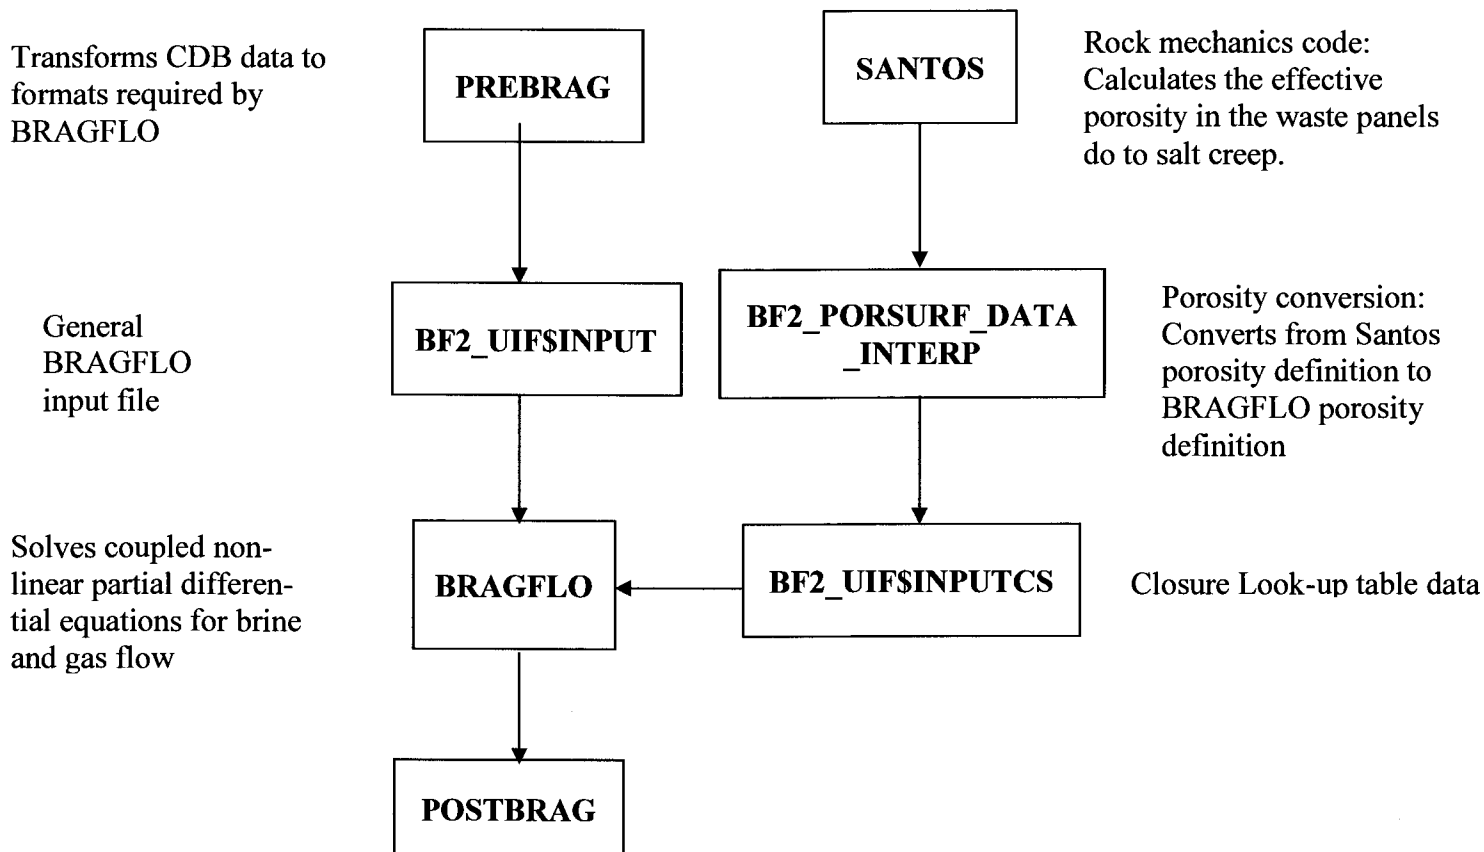 Transforms CDB data to
formats required by
BRAGFLO
PREBRAG
SANTOS
Rock mechanics code:
Calculates the effective
porosity in the waste panels
do to salt creep.
General
BRAGFLO
input file
BF2_UIF$INPUT
BF2_PORSURF_DATA
_INTERP
Porosity conversion:
Converts from Santos
porosity definition to
BRAGFLO porosity
definition
Solves coupled non-
linear partial differen-
tial equations for brine
and gas flow
BRAGFLO
BF2_UIF$INPUTCS
Closure Look-up table data
POSTBRAG